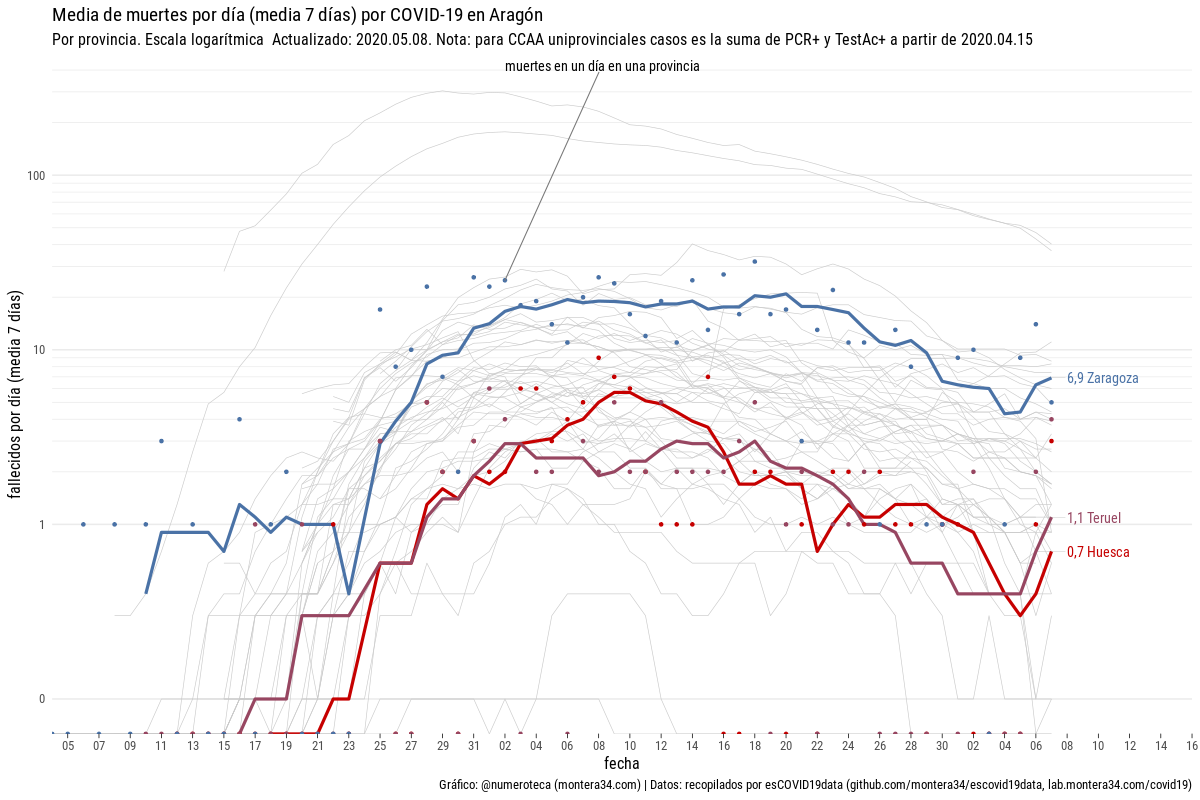 Media de muertes por día (media 7 días) por COVID-19 en Aragón
Por provincia. Escala logarítmica  Actualizado: 2020.05.08. Nota: para CCAA uniprovinciales casos es la suma de PCR+ y TestAc+ a partir de 2020.04.15
muertes en un día en una provincia
fallecidos por día (media  7 días)
100
10
1
0
6,9 Zaragoza
1,1 Teruel
0,7 Huesca
05 07 09 11 13 15 17 19 21 23 25 27 29 31 02 04 06 08 10 12 14 16 18 20 22 24 26 28 30 02 04 06 08 10 12 14 16
fecha
Gráfico: @numeroteca (montera34.com) | Datos: recopilados por esCOVID19data (github.com/montera34/escovid19data, lab.montera34.com/covid19)